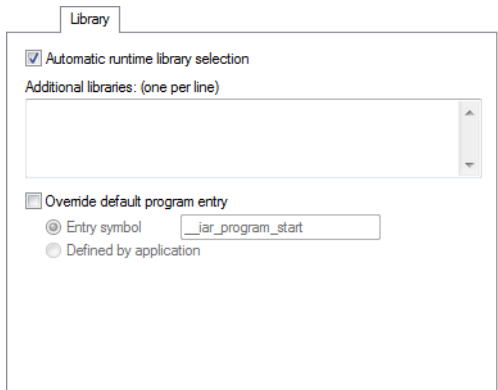 Library
Automatic runtime library selection
Additional libraries: (one per line)
Override default program entry
Entry symbol __iar_program_start
Defined by application